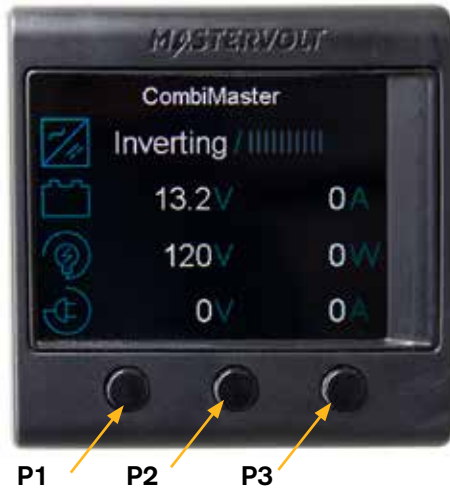 MASTERVOLT
CombiMaster
Inverting
13.2V 0A
120V 0W
0V 0A
P1 P2 P3